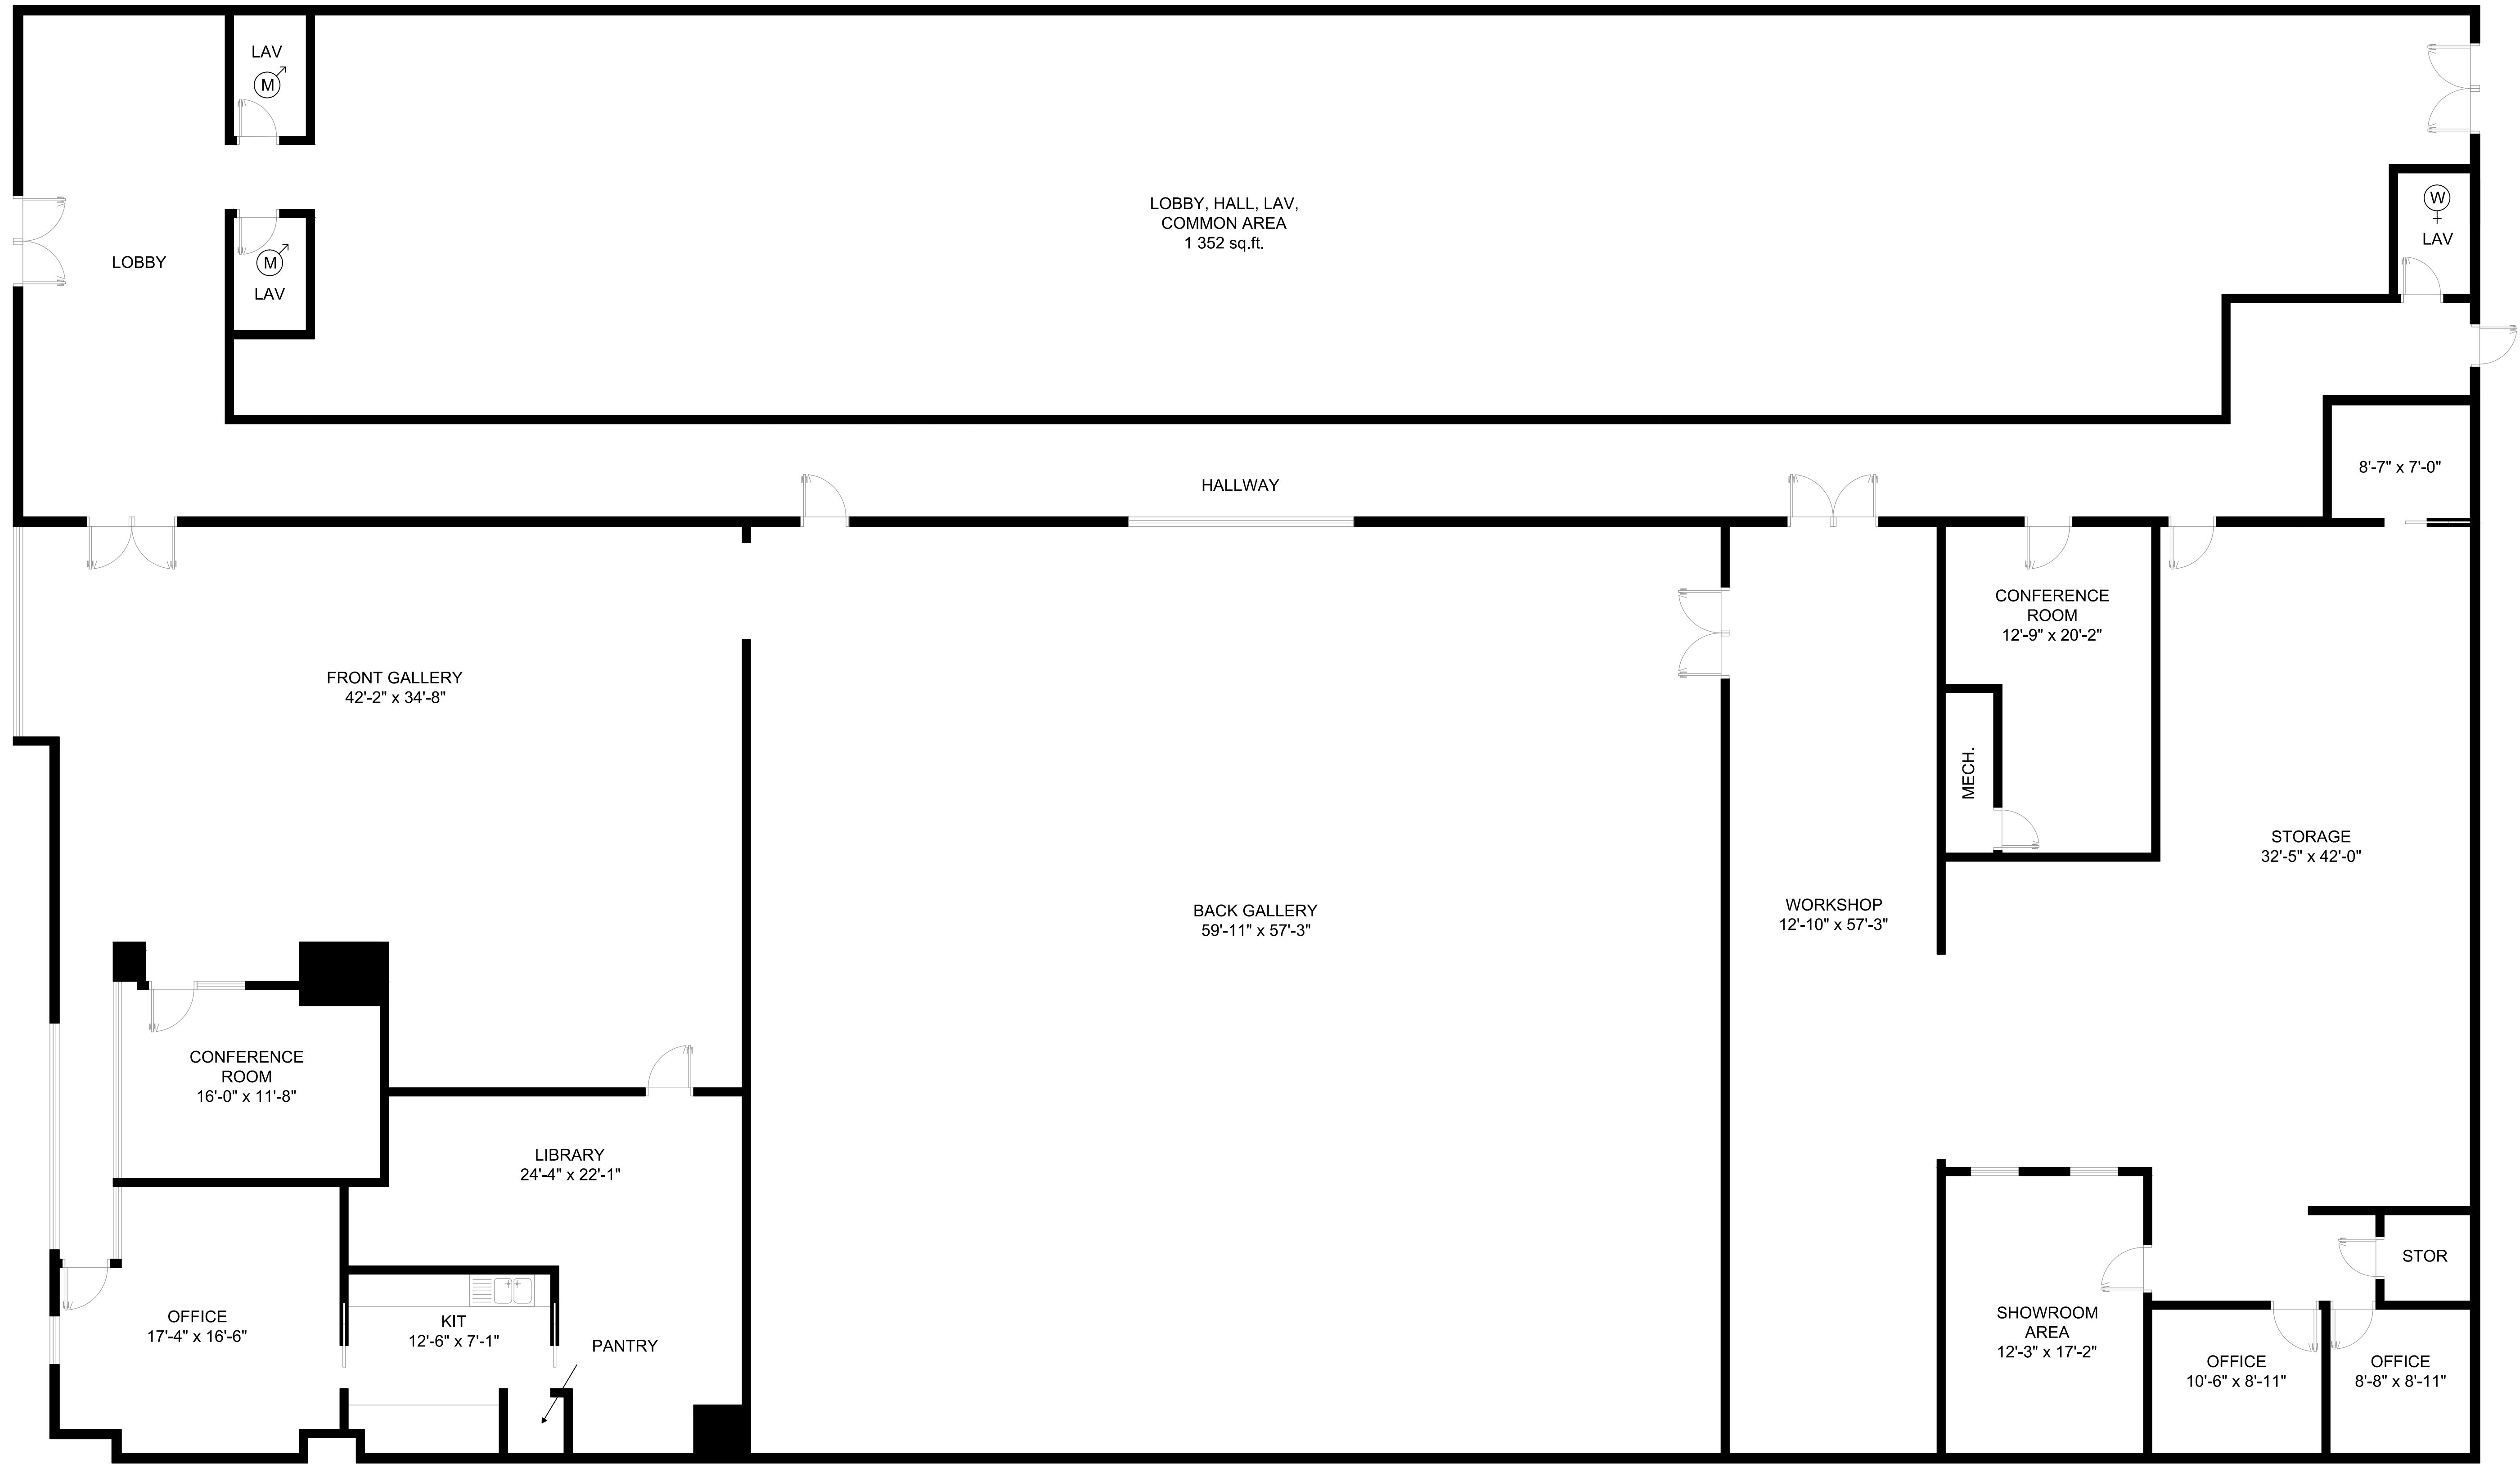 LAV
M
LOBBY, HALL, LAV,
COMMON AREA
1 352 sq.ft.
W
LAV
M
LAV
LOBBY
HALLWAY
8'-7" x 7'-0"
CONFERENCE
ROOM
12'-9" x 20'-2"
FRONT GALLERY
42'-2" x 34'-8"
MECH.
STORAGE
32'-5" x 42'-0"
BACK GALLERY
59'-11" x 57'-3"
WORKSHOP
12'-10" x 57'-3"
CONFERENCE
ROOM
16'-0" x 11'-8"
LIBRARY
24'-4" x 22'-1"
STOR
OFFICE
17'-4" x 16'-6"
KIT
12'-6" x 7'-1"
PANTRY
SHOWROOM
AREA
12'-3" x 17'-2"
OFFICE
10'-6" x 8'-11"
OFFICE
8'-8" x 8'-11"